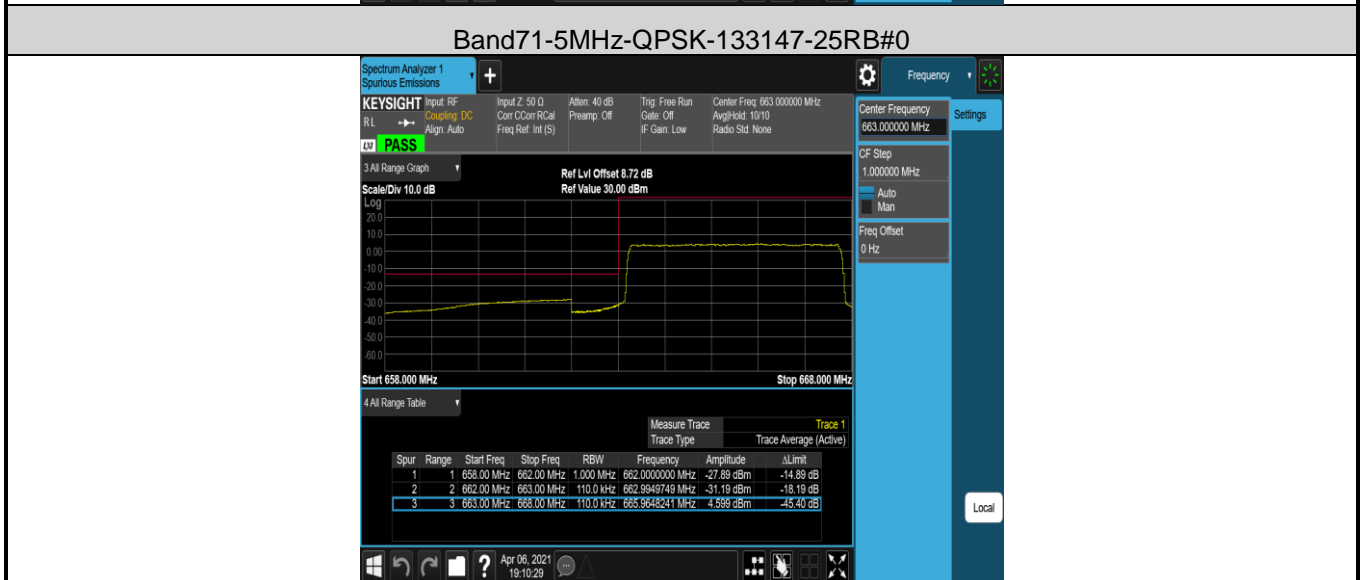 Band71-5MHz-QPSK-133147-25RB#0
Spectrum Analyzer 1
Spurious Emissions
+
Frequency
KEYSIGHT
RL
LXI
PASS
Input: RF
Coupling: DC
Align: Auto
Input Z: 50 Ω
Corr CCorr RCal
Freq Ref: Int (S)
Atten: 40 dB
Preamp: Off
Trig: Free Run
Gate: Off
IF Gain: Low
Center Freq: 663.000000 MHz
Avg|Hold: 10/10
Radio Std: None
Center Frequency
663.000000 MHz
Settings
CF Step
1.000000 MHz
Auto
Man
Freq Offset
0 Hz
3 All Range Graph
Scale/Div 10.0 dB
Ref Lvl Offset 8.72 dB
Ref Value 30.00 dBm
Log
20.0
10.0
0.00
-10.0
-20.0
-30.0
-40.0
-50.0
-60.0
Start 658.000 MHz Stop 668.000 MHz
4 All Range Table
Measure Trace Trace 1
Trace Type Trace Average (Active)
Spur Range Start Freq Stop Freq RBW Frequency Amplitude ΔLimit
1 1 658.00 MHz 662.00 MHz 1.000 MHz 662.0000000 MHz -27.89 dBm -14.89 dB
2 2 662.00 MHz 663.00 MHz 110.0 kHz 662.9949749 MHz -31.19 dBm -18.19 dB
3 3 663.00 MHz 668.00 MHz 110.0 kHz 665.9648241 MHz 4.599 dBm -45.40 dB
Local
?
Apr 06, 2021
19:10:29